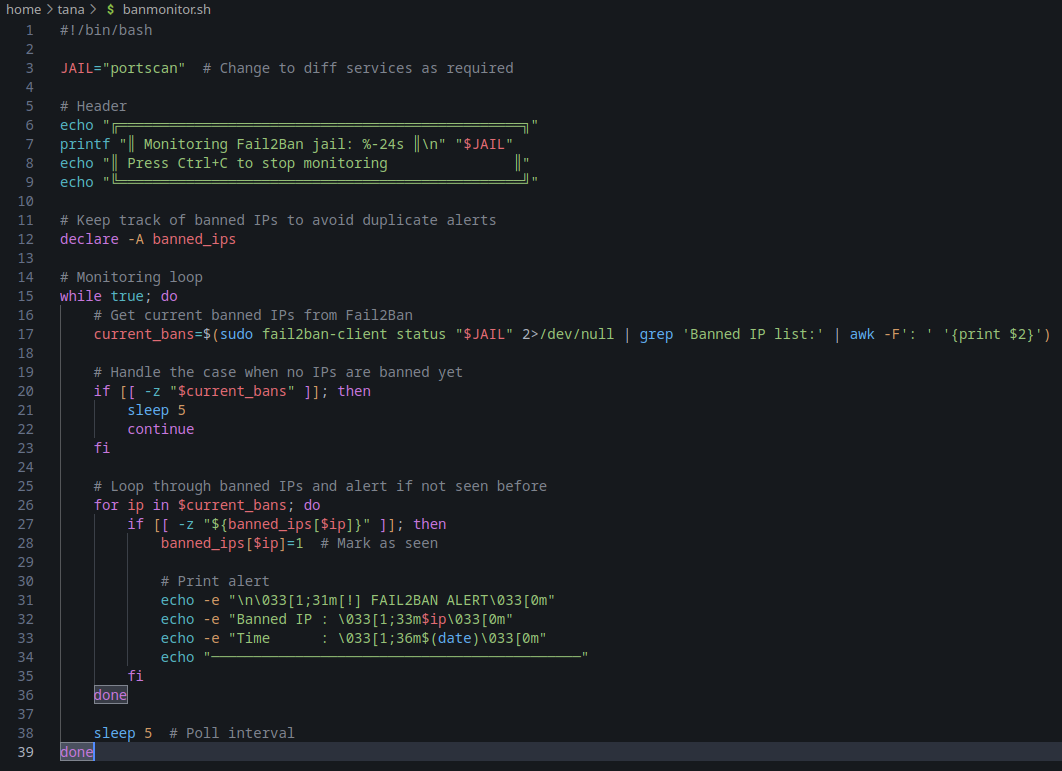 home > tana > $ banmonitor.sh
1 #!/bin/bash
2
3 JAIL="portscan"  # Change to diff services as required
4
5 # Header
6 echo "╔════════════════════════════════════════════════╗"
7 printf "║ Monitoring Fail2Ban jail: %-24s ║\n" "$JAIL"
8 echo "║ Press Ctrl+C to stop monitoring               ║"
9 echo "╚════════════════════════════════════════════════╝"
10
11 # Keep track of banned IPs to avoid duplicate alerts
12 declare -A banned_ips
13
14 # Monitoring loop
15 while true; do
16     # Get current banned IPs from Fail2Ban
17     current_bans=$(sudo fail2ban-client status "$JAIL" 2>/dev/null | grep 'Banned IP list:' | awk -F': ' '{print $2}')
18
19     # Handle the case when no IPs are banned yet
20     if [[ -z "$current_bans" ]]; then
21         sleep 5
22         continue
23     fi
24
25     # Loop through banned IPs and alert if not seen before
26     for ip in $current_bans; do
27         if [[ -z "${banned_ips[$ip]}" ]]; then
28             banned_ips[$ip]=1  # Mark as seen
29
30             # Print alert
31             echo -e "\n\033[1;31m[!] FAIL2BAN ALERT\033[0m"
32             echo -e "Banned IP : \033[1;33m$ip\033[0m"
33             echo -e "Time      : \033[1;36m$(date)\033[0m"
34             echo "────────────────────────────────────────────"
35         fi
36     done
37
38     sleep 5  # Poll interval
39 done